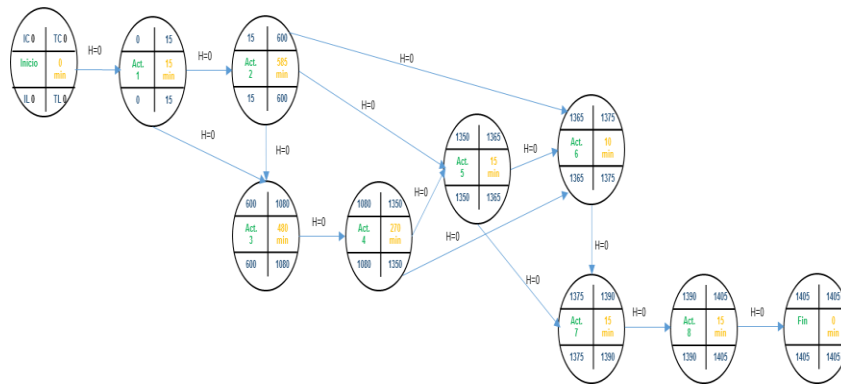 IC 0 TC 0
Inicio 0 min
IL 0 TL 0
H=0
0 15
Act. 1 15 min
0 15
H=0
15 600
Act. 2 585 min
15 600
H=0
H=0
H=0
H=0
H=0
600 1080
Act. 3 480 min
600 1080
H=0
1080 1350
Act. 4 270 min
1080 1350
H=0
H=0
1350 1365
Act. 5 15 min
1350 1365
H=0
H=0
1365 1375
Act. 6 10 min
1365 1375
H=0
1375 1390
Act. 7 15 min
1375 1390
H=0
1390 1405
Act. 8 15 min
1390 1405
H=0
1405 1405
Fin 0 min
1405 1405